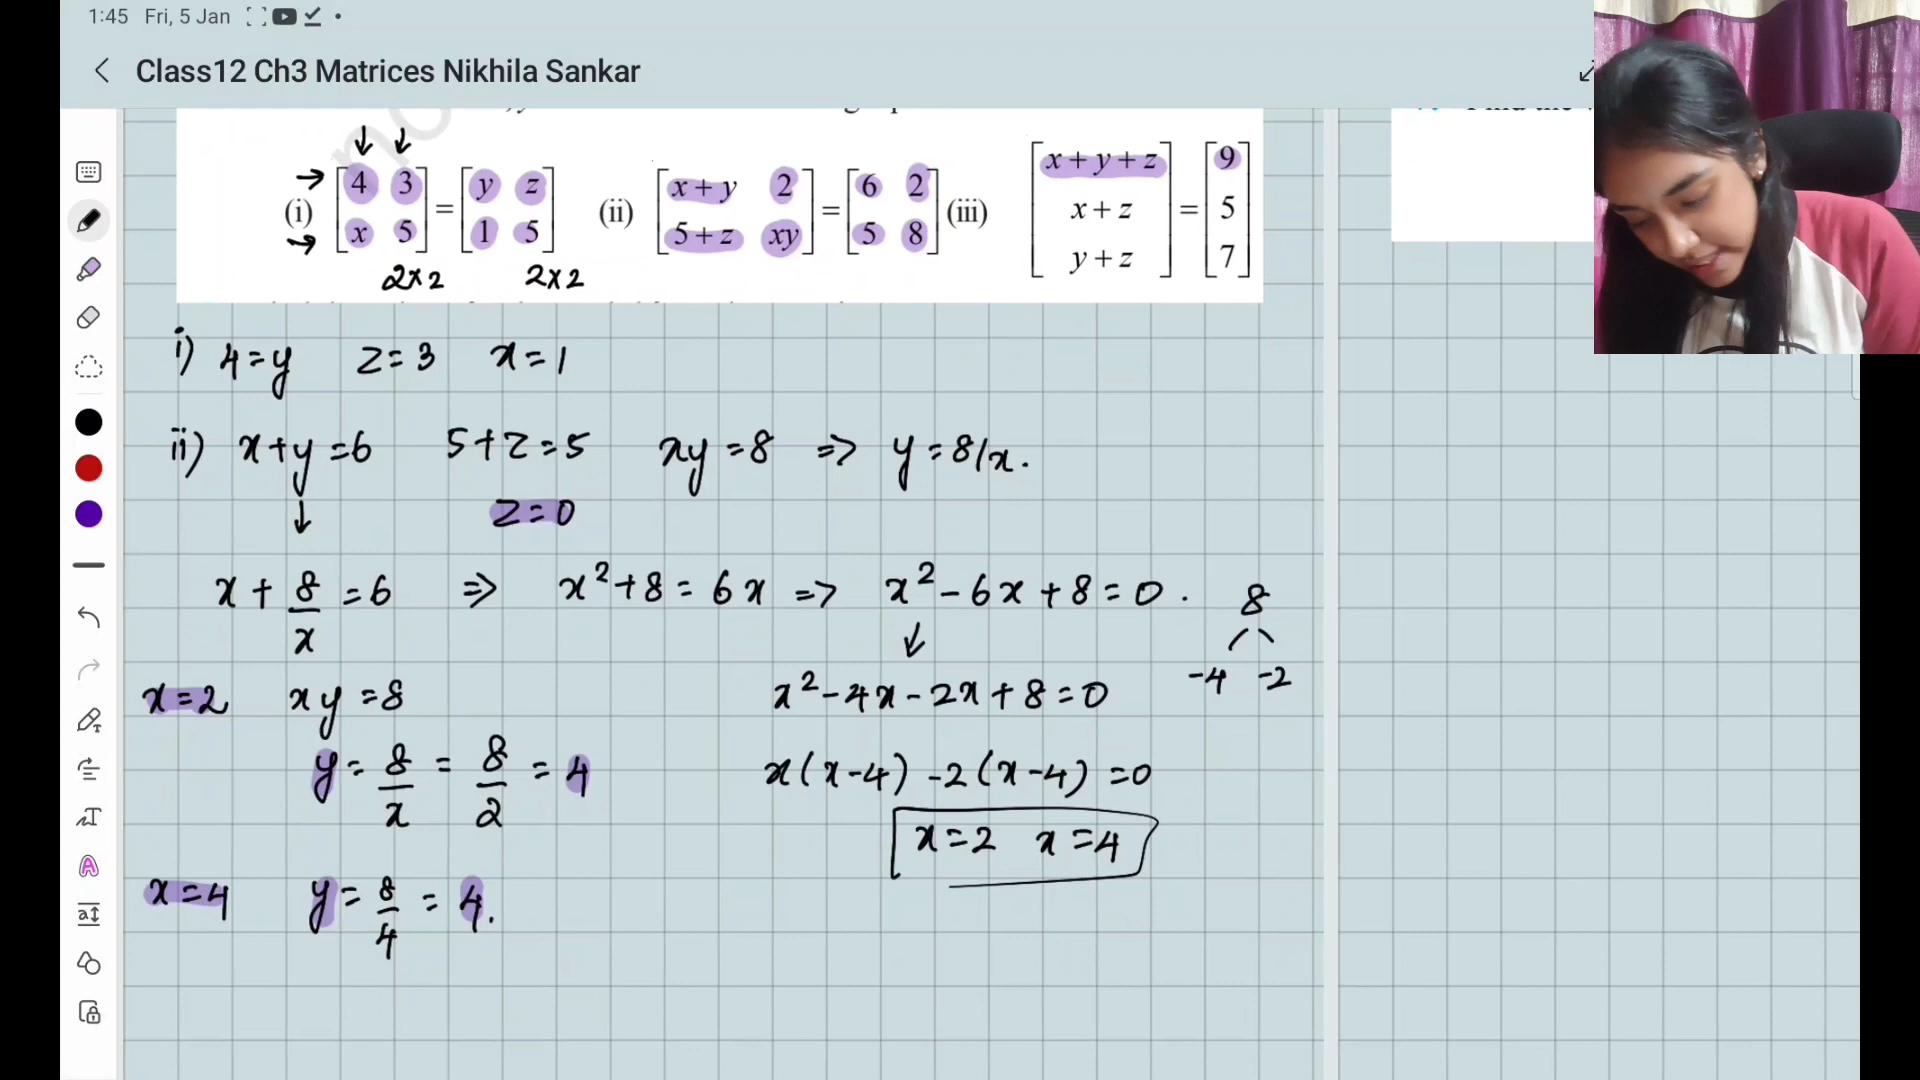 1:45 Fri, 5 Jan
Class12 Ch3 Matrices Nikhila Sankar
(i) [4 3 x 5] = [y z 1 5] (ii) [x + y 2 5 + z xy] = [6 2 5 8] (iii) [x + y + z x + z y + z] = [9 5 7]
2x2 2x2
i) 4=y z=3 x=1
ii) x+y=6 5+z=5 xy=8 => y=8/x.
z=0
x+8/x=6 => x²+8=6x => x²-6x+8=0. 8
-4 -2
x=2 xy=8 x²-4x-2x+8=0
y=8/x=8/2=4 x(x-4)-2(x-4)=0
x=2 x=4
x=4 y=8/4=4.